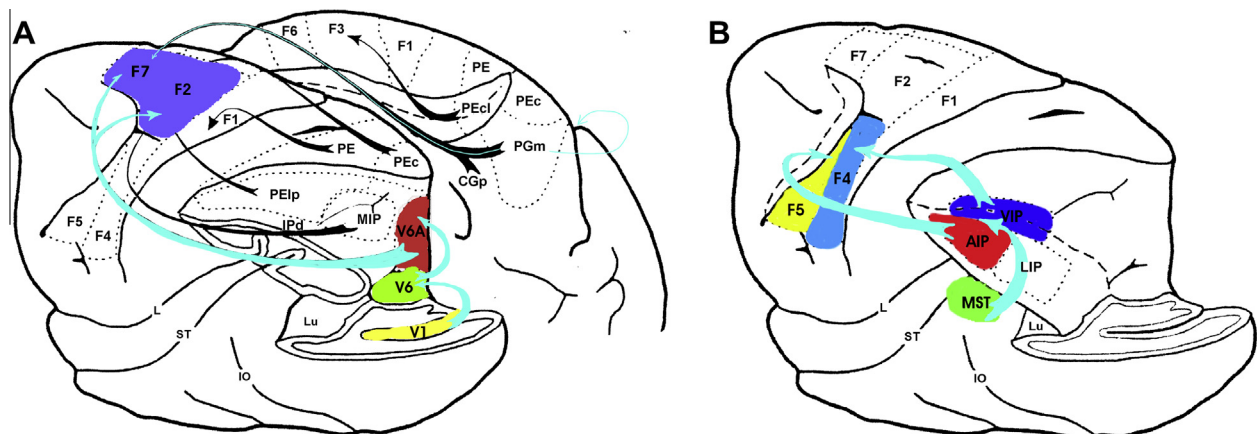 A
F6
F3
F1
PE
PEcl
PEc
PGm
CGp
F7
F2
F1
PE
PEc
PEIp
MIP
IPd
F5
F4
V6A
V6
V1
Lu
L
ST
IO
B
F7
F2
F1
F4
F5
VIP
AIP
LIP
MST
Lu
L
ST
IO